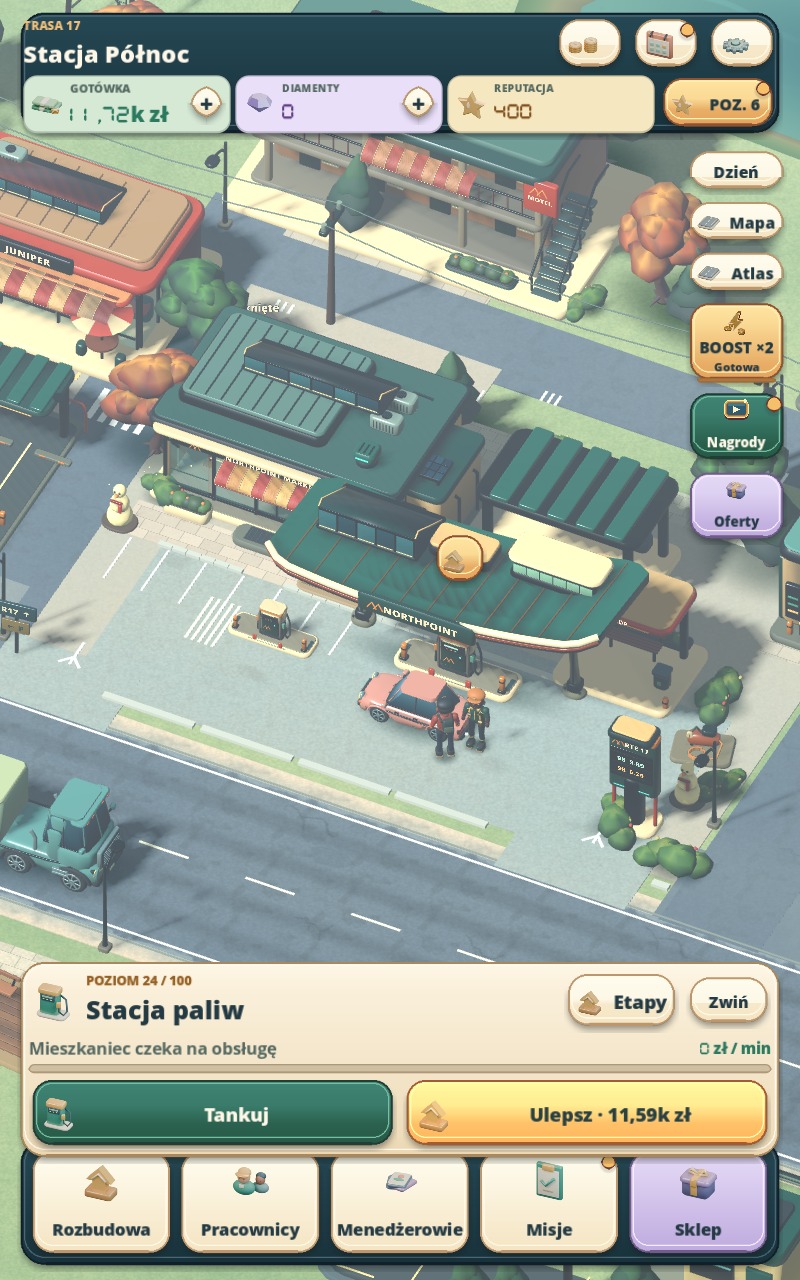 TRASA 17
Stacja Północ
GOTÓWKA
11,72k zł
+
DIAMENTY
0
+
REPUTACJA
400
POZ. 6
Dzień
Mapa
Atlas
BOOST ×2
Gotowa
Nagrody
Oferty
MOTEL
JUNIPER
NORTHPOINT MARK
NORTHPOINT
R17 ↑
POZIOM 24 / 100
Stacja paliw
Etapy
Zwiń
Mieszkaniec czeka na obsługę
0 zł / min
Tankuj
Ulepsz · 11,59k zł
Rozbudowa
Pracownicy
Menedżerowie
Misje
Sklep